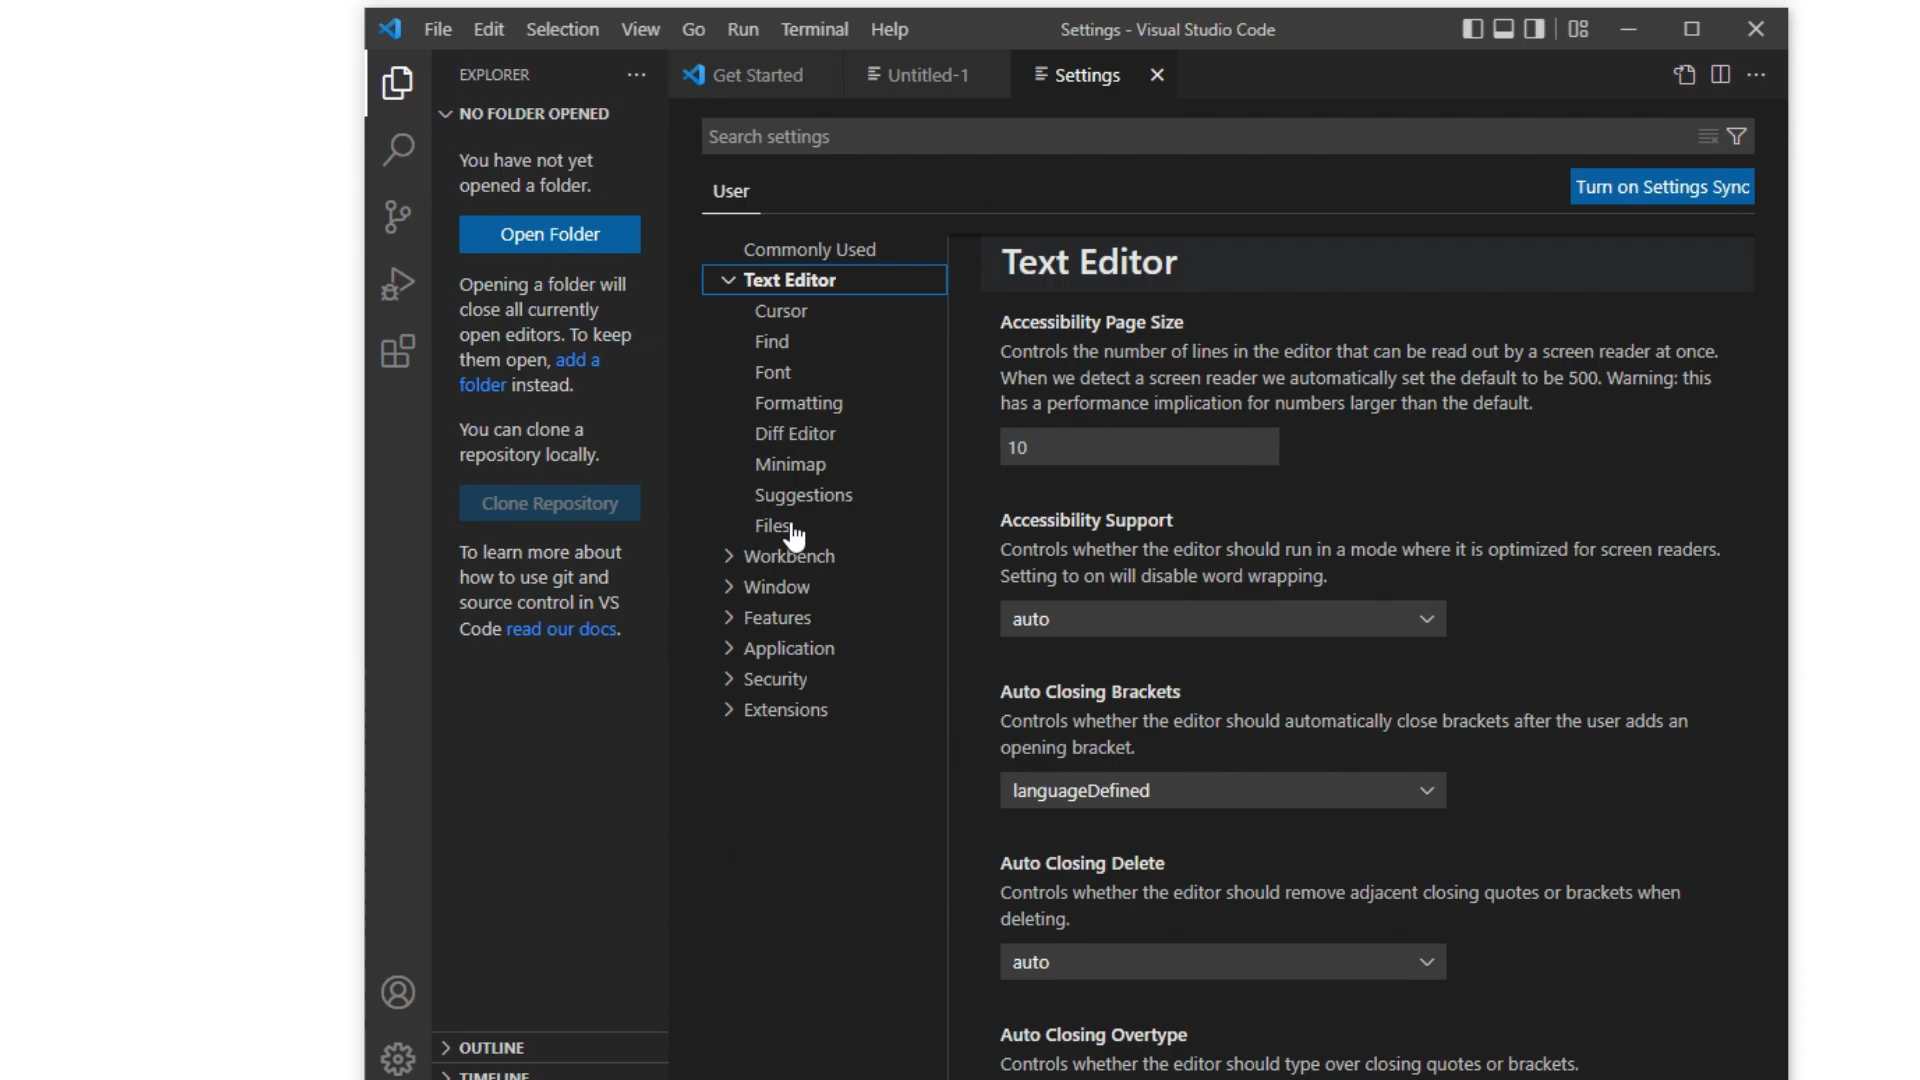 File Edit Selection View Go Run Terminal Help
Settings - Visual Studio Code
EXPLORER
Get Started
Untitled-1
Settings
NO FOLDER OPENED
You have not yet
opened a folder.
Open Folder
Opening a folder will
close all currently
open editors. To keep
them open, add a
folder instead.
You can clone a
repository locally.
Clone Repository
To learn more about
how to use git and
source control in VS
Code read our docs.
OUTLINE
TIMELINE
Search settings
User
Turn on Settings Sync
Commonly Used
Text Editor
Cursor
Find
Font
Formatting
Diff Editor
Minimap
Suggestions
Files
Workbench
Window
Features
Application
Security
Extensions
Text Editor
Accessibility Page Size
Controls the number of lines in the editor that can be read out by a screen reader at once.
When we detect a screen reader we automatically set the default to be 500. Warning: this
has a performance implication for numbers larger than the default.
10
Accessibility Support
Controls whether the editor should run in a mode where it is optimized for screen readers.
Setting to on will disable word wrapping.
auto
Auto Closing Brackets
Controls whether the editor should automatically close brackets after the user adds an
opening bracket.
languageDefined
Auto Closing Delete
Controls whether the editor should remove adjacent closing quotes or brackets when
deleting.
auto
Auto Closing Overtype
Controls whether the editor should type over closing quotes or brackets.